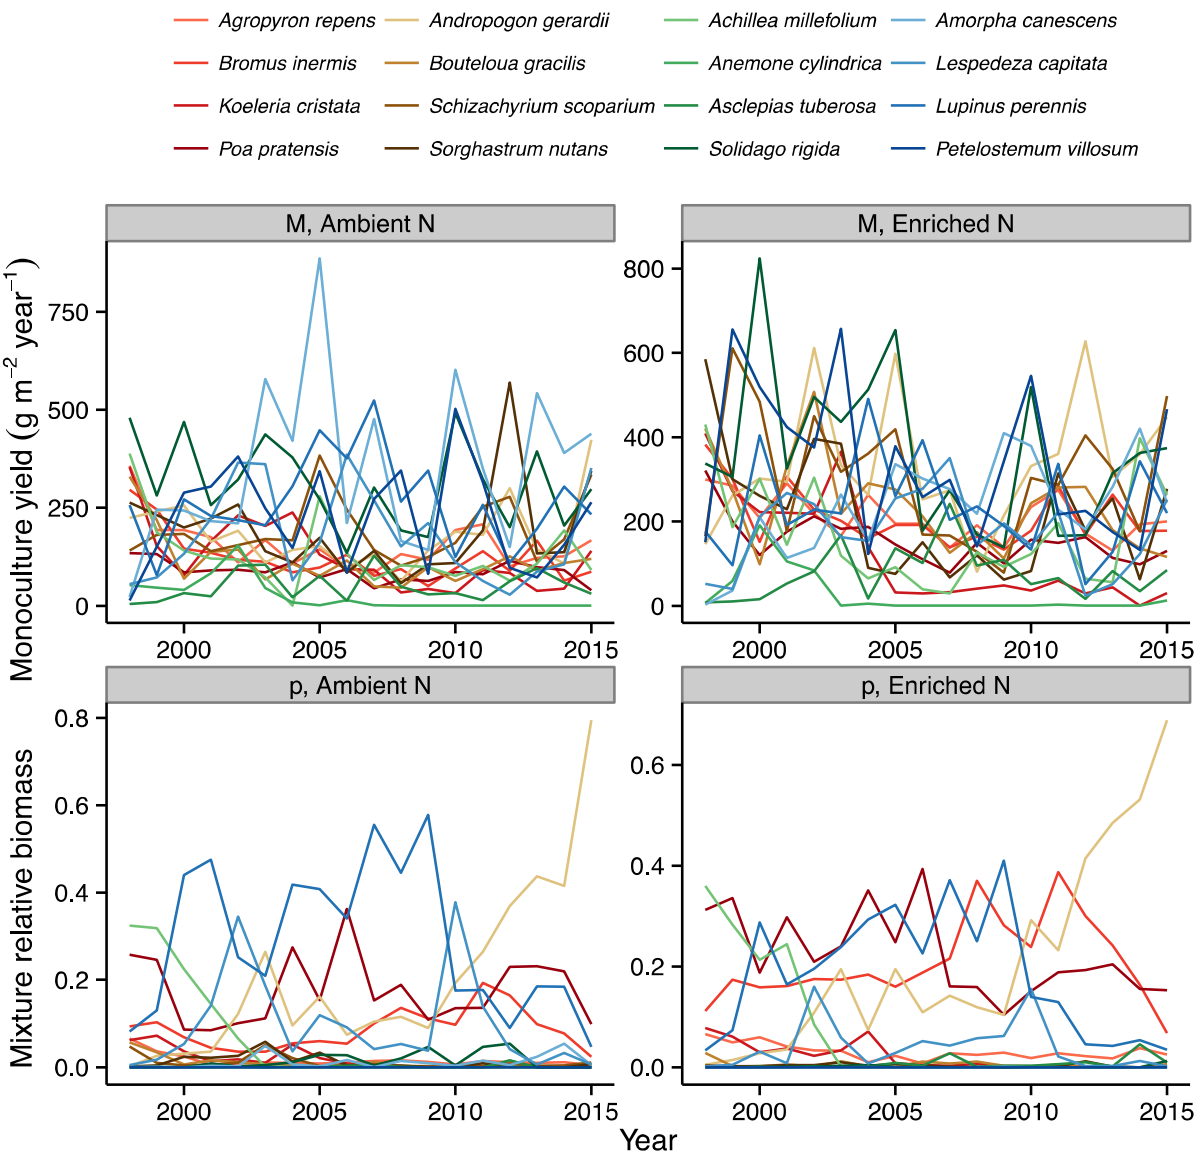 Agropyron repens Andropogon gerardii Achillea millefolium Amorpha canescens
Bromus inermis Bouteloua gracilis Anemone cylindrica Lespedeza capitata
Koeleria cristata Schizachyrium scoparium Asclepias tuberosa Lupinus perennis
Poa pratensis Sorghastrum nutans Solidago rigida Petelostemum villosum
M, Ambient N M, Enriched N
Monoculture yield (g m⁻² year⁻¹)
750
500
250
0
800
600
400
200
0
2000 2005 2010 2015 2000 2005 2010 2015
p, Ambient N p, Enriched N
Mixture relative biomass
0.8
0.6
0.4
0.2
0.0
0.6
0.4
0.2
0.0
2000 2005 2010 2015 2000 2005 2010 2015
Year